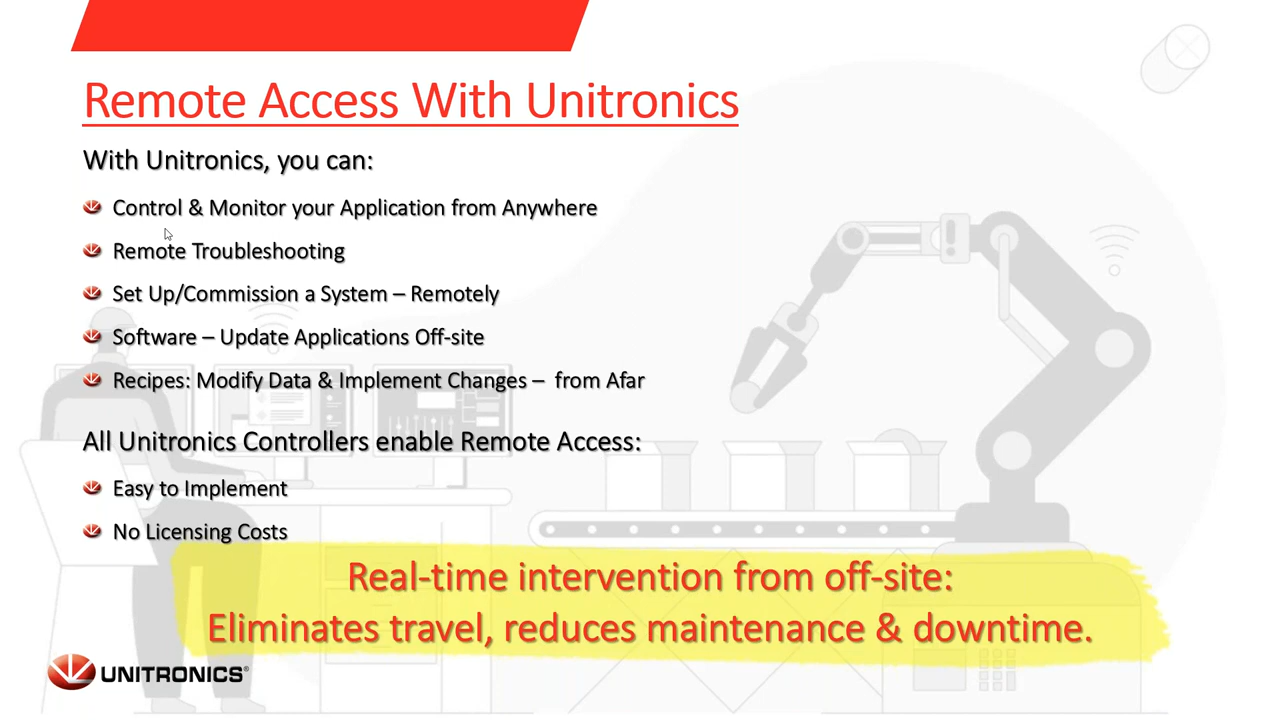 Remote Access With Unitronics
With Unitronics, you can:
Control & Monitor your Application from Anywhere
Remote Troubleshooting
Set Up/Commission a System – Remotely
Software – Update Applications Off-site
Recipes: Modify Data & Implement Changes – from Afar
All Unitronics Controllers enable Remote Access:
Easy to Implement
No Licensing Costs
Real-time intervention from off-site:
Eliminates travel, reduces maintenance & downtime.
UNITRONICS®